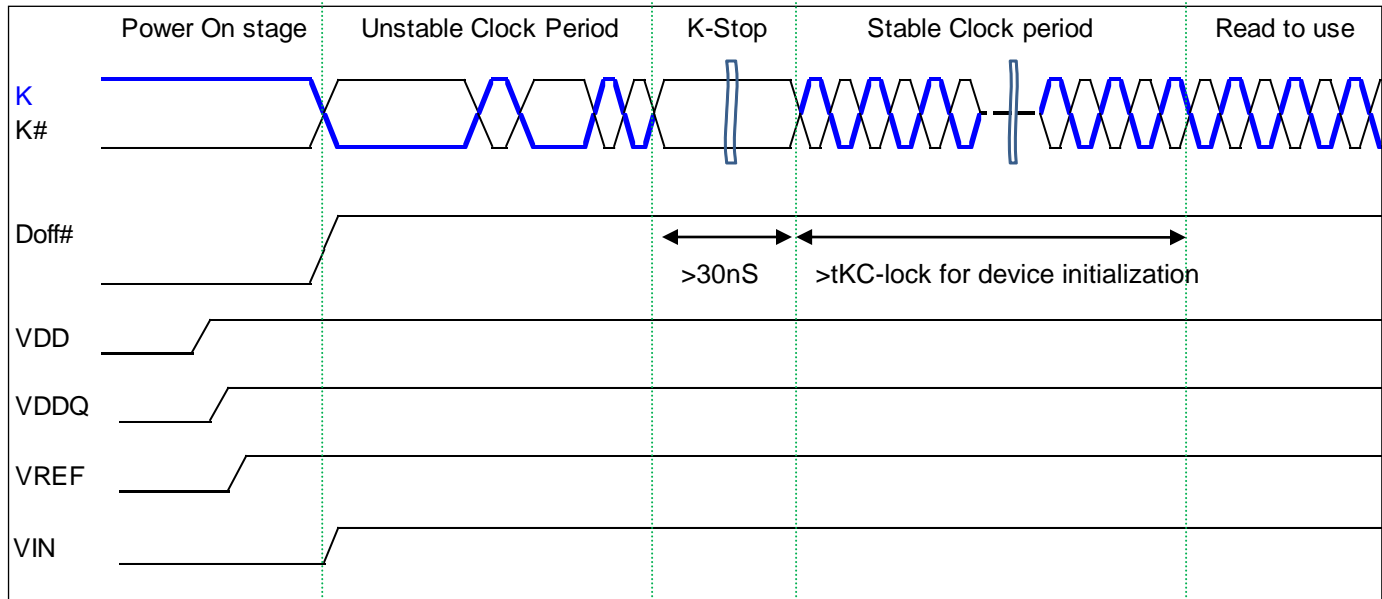 Power On stage Unstable Clock Period K-Stop Stable Clock period Read to use
K
K#
Doff#
>30nS >tKC-lock for device initialization
VDD
VDDQ
VREF
VIN